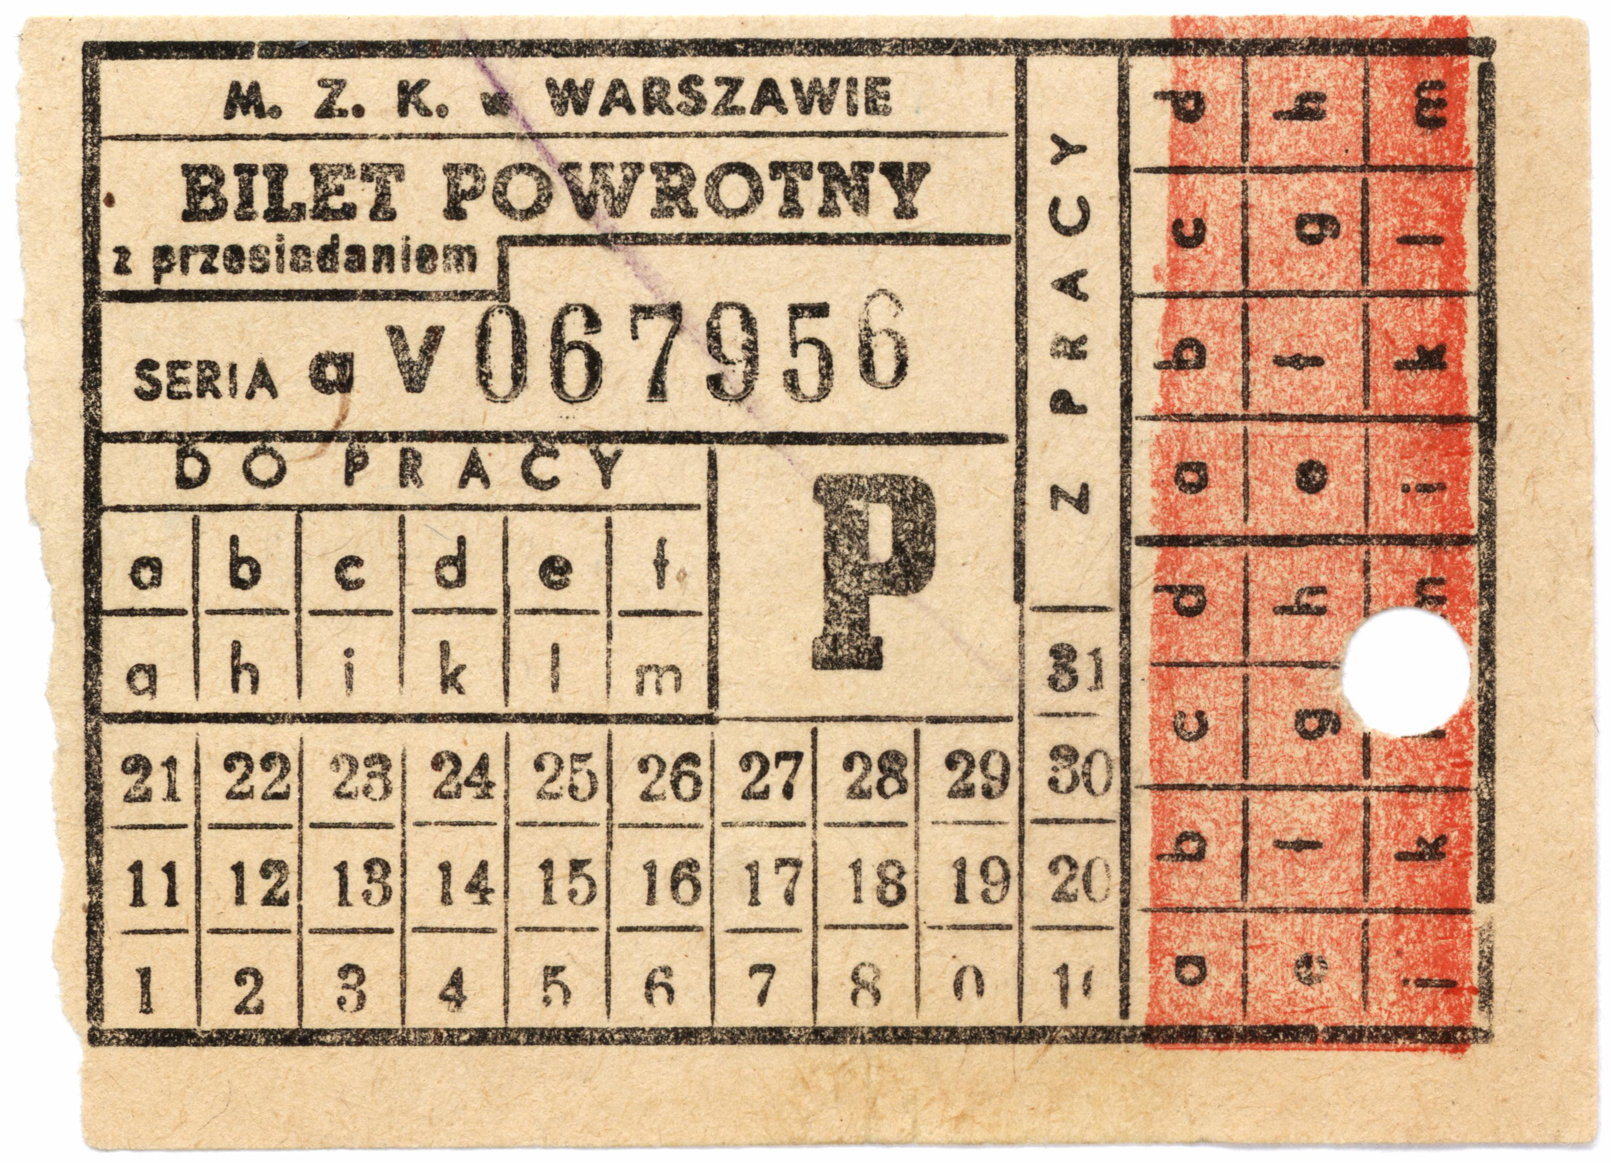 M. Z. K. w WARSZAWIE
BILET POWROTNY
z przesiadaniem
SERIA a V 067956
DO PRACY
a b c d e f
g h i k l m
P
21 22 23 24 25 26 27 28 29 30
11 12 13 14 15 16 17 18 19 20
1 2 3 4 5 6 7 8
31
Z PRACY
d h m
c g l
b f k
a e i
d h m
c g
b f k
a e i